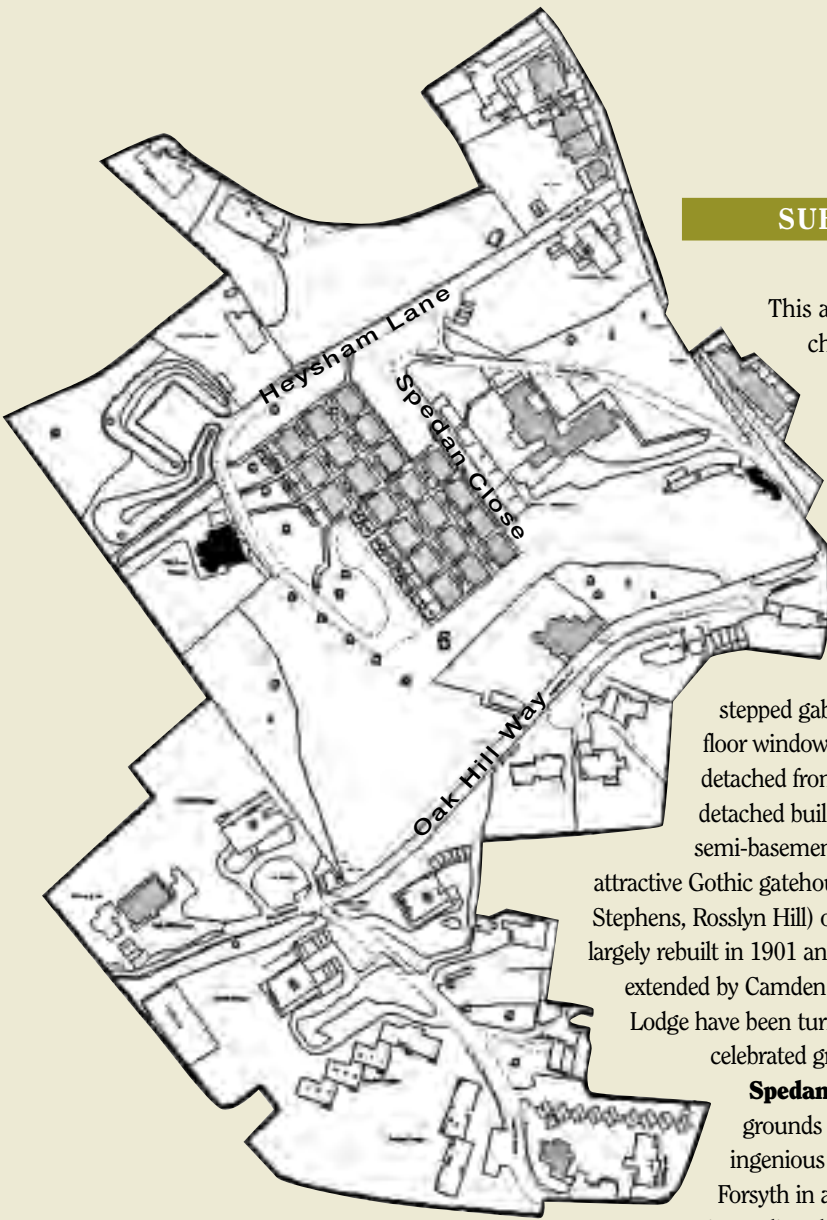 Heysham Lane
Spedan Close
Oak Hill Way
6
This a
ch
stepped gab
floor window
detached from
detached buil
semi-basemen
attractive Gothic gatehou
Stephens, Rosslyn Hill) o
largely rebuilt in 1901 an
extended by Camden
Lodge have been tur
celebrated gr
Spedan
grounds
ingenious
Forsyth in a